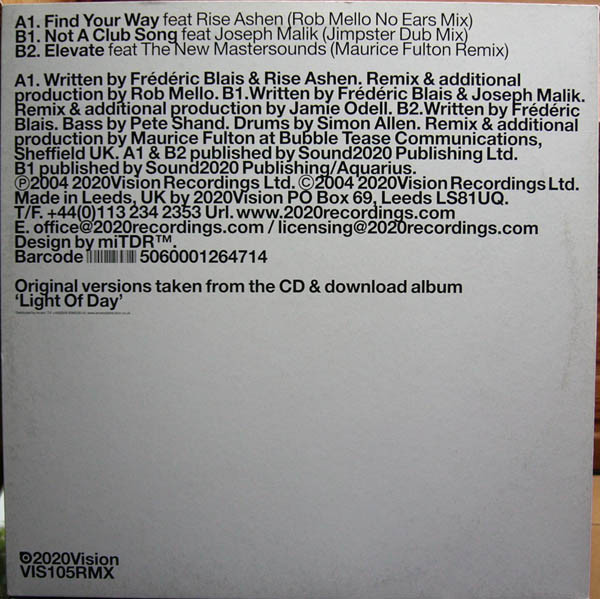 A1. Find Your Way feat Rise Ashen (Rob Mello No Ears Mix)
B1. Not A Club Song feat Joseph Malik (Jimpster Dub Mix)
B2. Elevate feat The New Mastersounds (Maurice Fulton Remix)
A1. Written by Frédéric Blais & Rise Ashen. Remix & additional
production by Rob Mello. B1.Written by Frédéric Blais & Joseph Malik.
Remix & additional production by Jamie Odell. B2.Written by Frédéric
Blais. Bass by Pete Shand. Drums by Simon Allen. Remix & additional
production by Maurice Fulton at Bubble Tease Communications,
Sheffield UK. A1 & B2 published by Sound2020 Publishing Ltd.
B1 published by Sound2020 Publishing/Aquarius.
Ⓟ2004 2020Vision Recordings Ltd. ©2004 2020Vision Recordings Ltd.
Made in Leeds, UK by 2020Vision PO Box 69, Leeds LS81UQ.
T/F. +44(0)113 234 2353 Url. www.2020recordings.com
E. office@2020recordings.com / licensing@2020recordings.com
Design by miTDR™.
Barcode 5060001264714
Original versions taken from the CD & download album
‘Light Of Day’
2020Vision
VIS105RMX